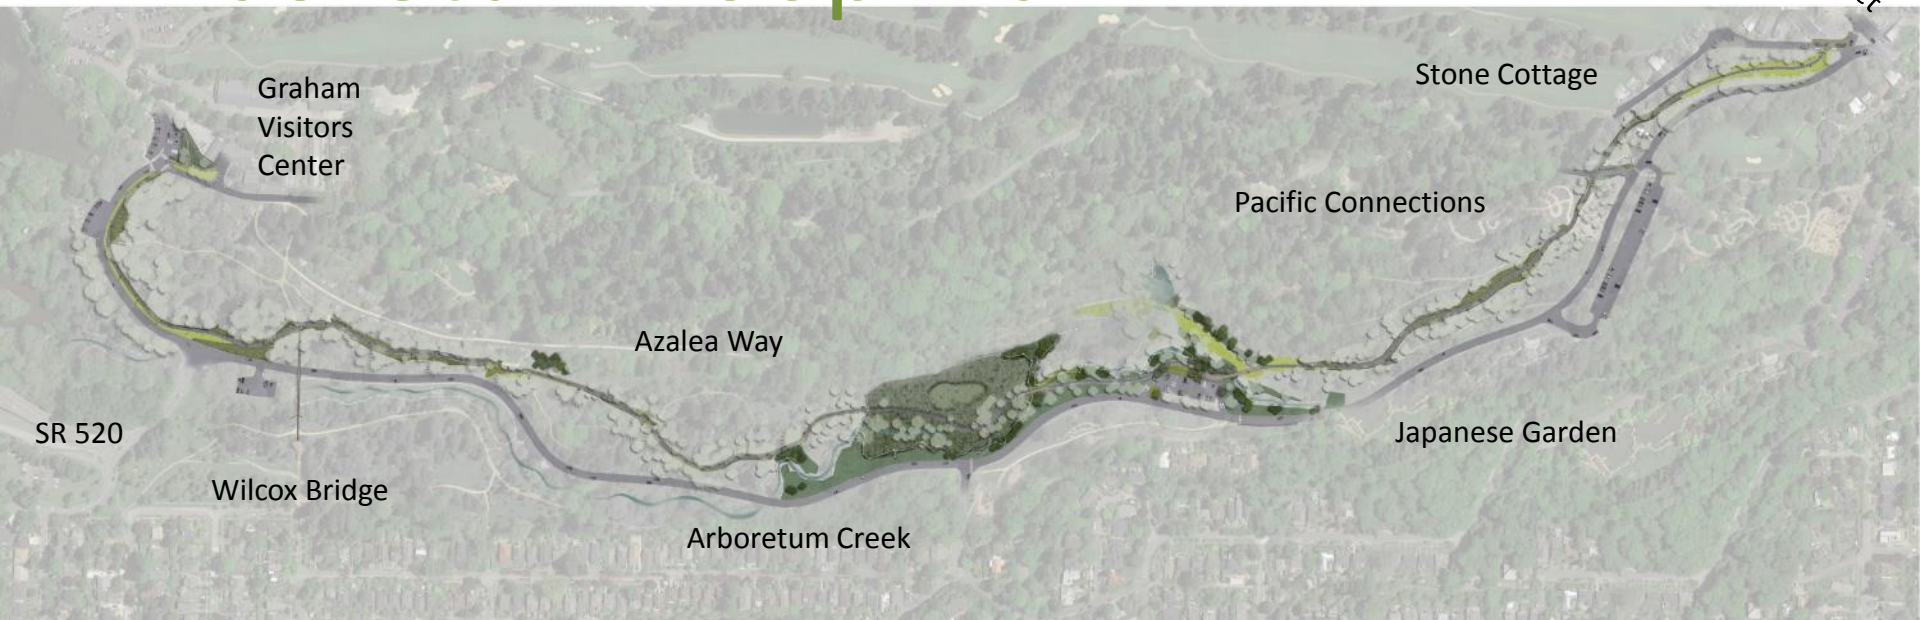 Stone Cottage
Graham
Visitors
Center
Pacific Connections
Azalea Way
SR 520
Japanese Garden
Wilcox Bridge
Arboretum Creek